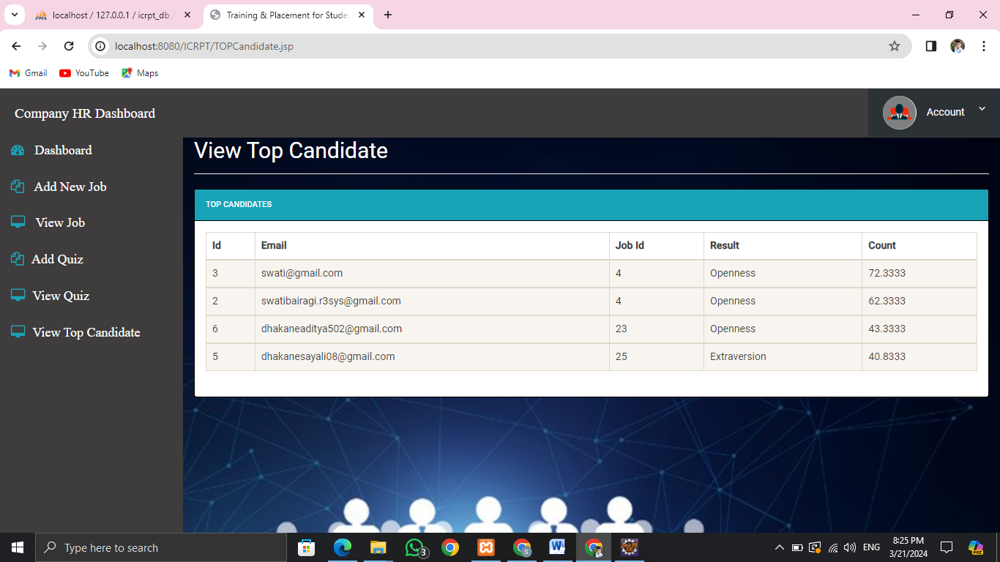 localhost / 127.0.0.1 / icrpt_db /
Training & Placement for Stude
localhost:8080/ICRPT/TOPCandidate.jsp
Gmail YouTube Maps
Company HR Dashboard
Account
Dashboard
Add New Job
View Job
Add Quiz
View Quiz
View Top Candidate
View Top Candidate
TOP CANDIDATES
Id Email Job Id Result Count
3 swati@gmail.com 4 Openness 72.3333
2 swatibairagi.r3sys@gmail.com 4 Openness 62.3333
6 dhakaneaditya502@gmail.com 23 Openness 43.3333
5 dhakanesayali08@gmail.com 25 Extraversion 40.8333
Type here to search
3
S
W
ENG
8:25 PM
3/21/2024
PRE